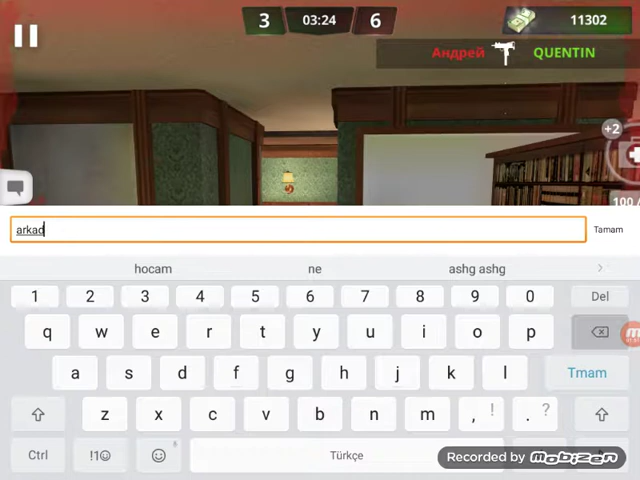 3 03:24 6 11302
Андрей QUENTIN
+2
100 /
arkad Tamam
hocam ne ashg ashg
1 2 3 4 5 6 7 8 9 0 Del
q w e r t y u i o p
a s d f g h j k l Tmam
z x c v b n m , ! . ?
Ctrl !1☺ Türkçe
Recorded by mobizen